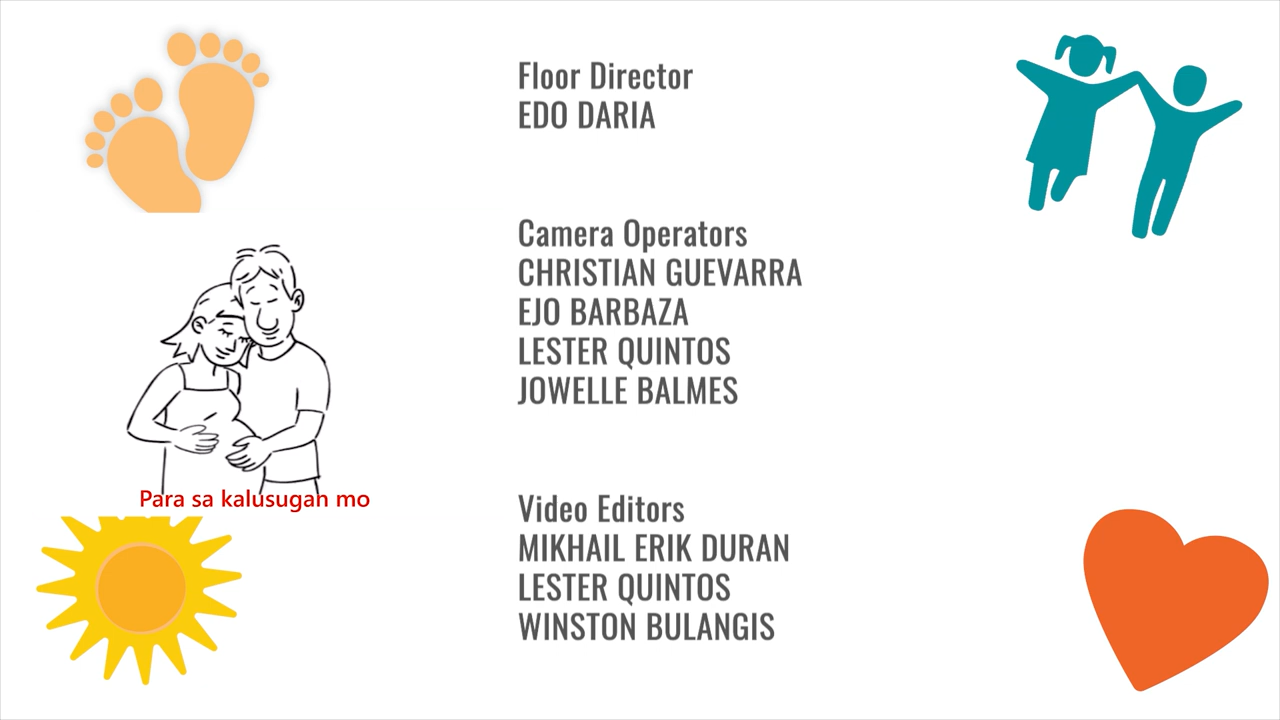 Floor Director
EDO DARIA
Camera Operators
CHRISTIAN GUEVARRA
EJO BARBAZA
LESTER QUINTOS
JOWELLE BALMES
Para sa kalusugan mo
Video Editors
MIKHAIL ERIK DURAN
LESTER QUINTOS
WINSTON BULANGIS